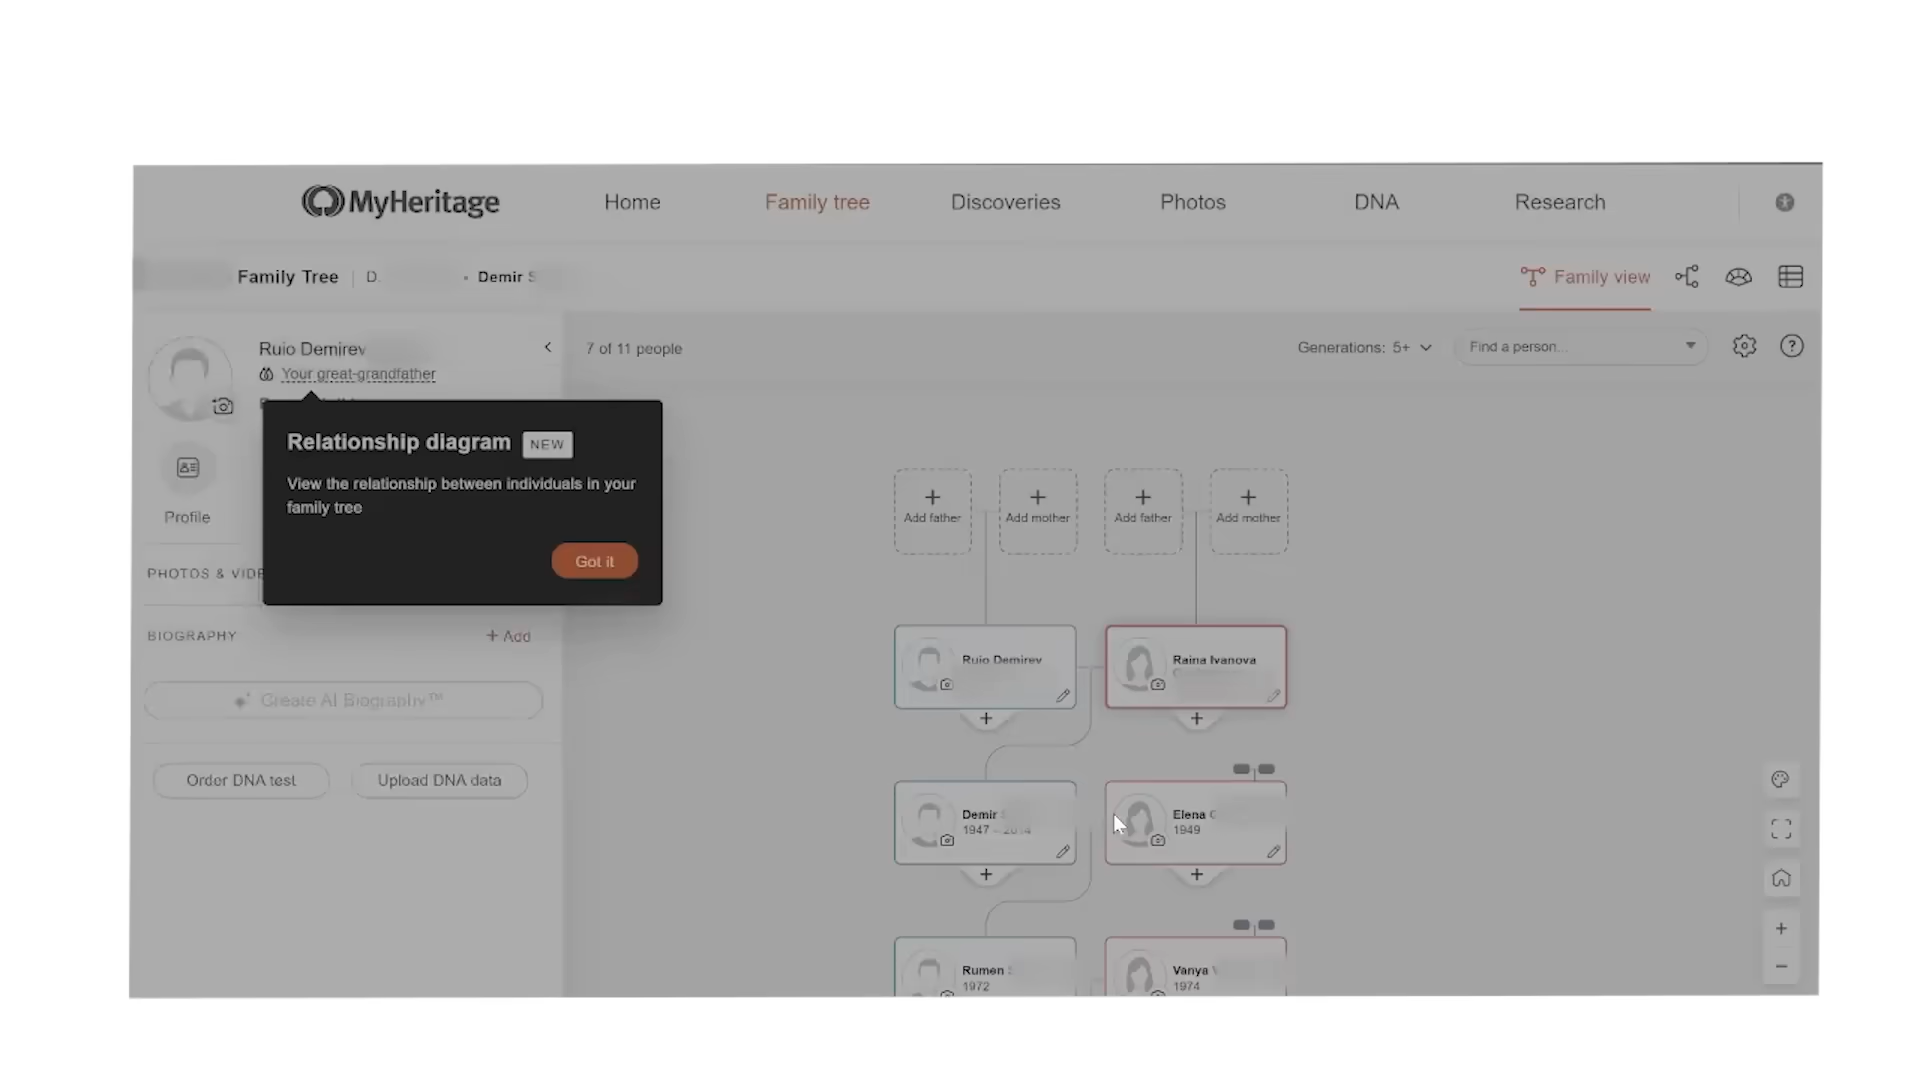 MyHeritage
Home
Family tree
Discoveries
Photos
DNA
Research
Family Tree
D.
Demir S
Family view
Ruio Demirev
Your great-grandfather
7 of 11 people
Generations: 5+
Find a person...
Relationship diagram NEW
View the relationship between individuals in your
family tree
Got it
Profile
PHOTOS & VIDE
BIOGRAPHY
+ Add
Create AI Biography™
Order DNA test
Upload DNA data
Add father
Add mother
Add father
Add mother
Ruio Demirev
Raina Ivanova
Demir
1947 –
Elena
1949
Rumen
1972
Vanya
1974